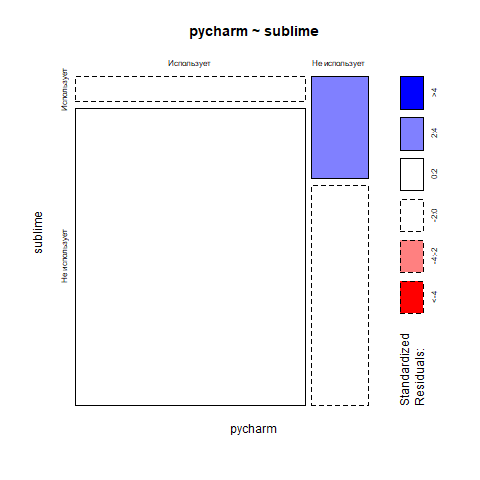 pycharm ~ sublime
Использует
Не использует
Использует
Не использует
sublime
pycharm
>4
2:4
0:2
-2:0
-4:-2
<-4
Standardized
Residuals: